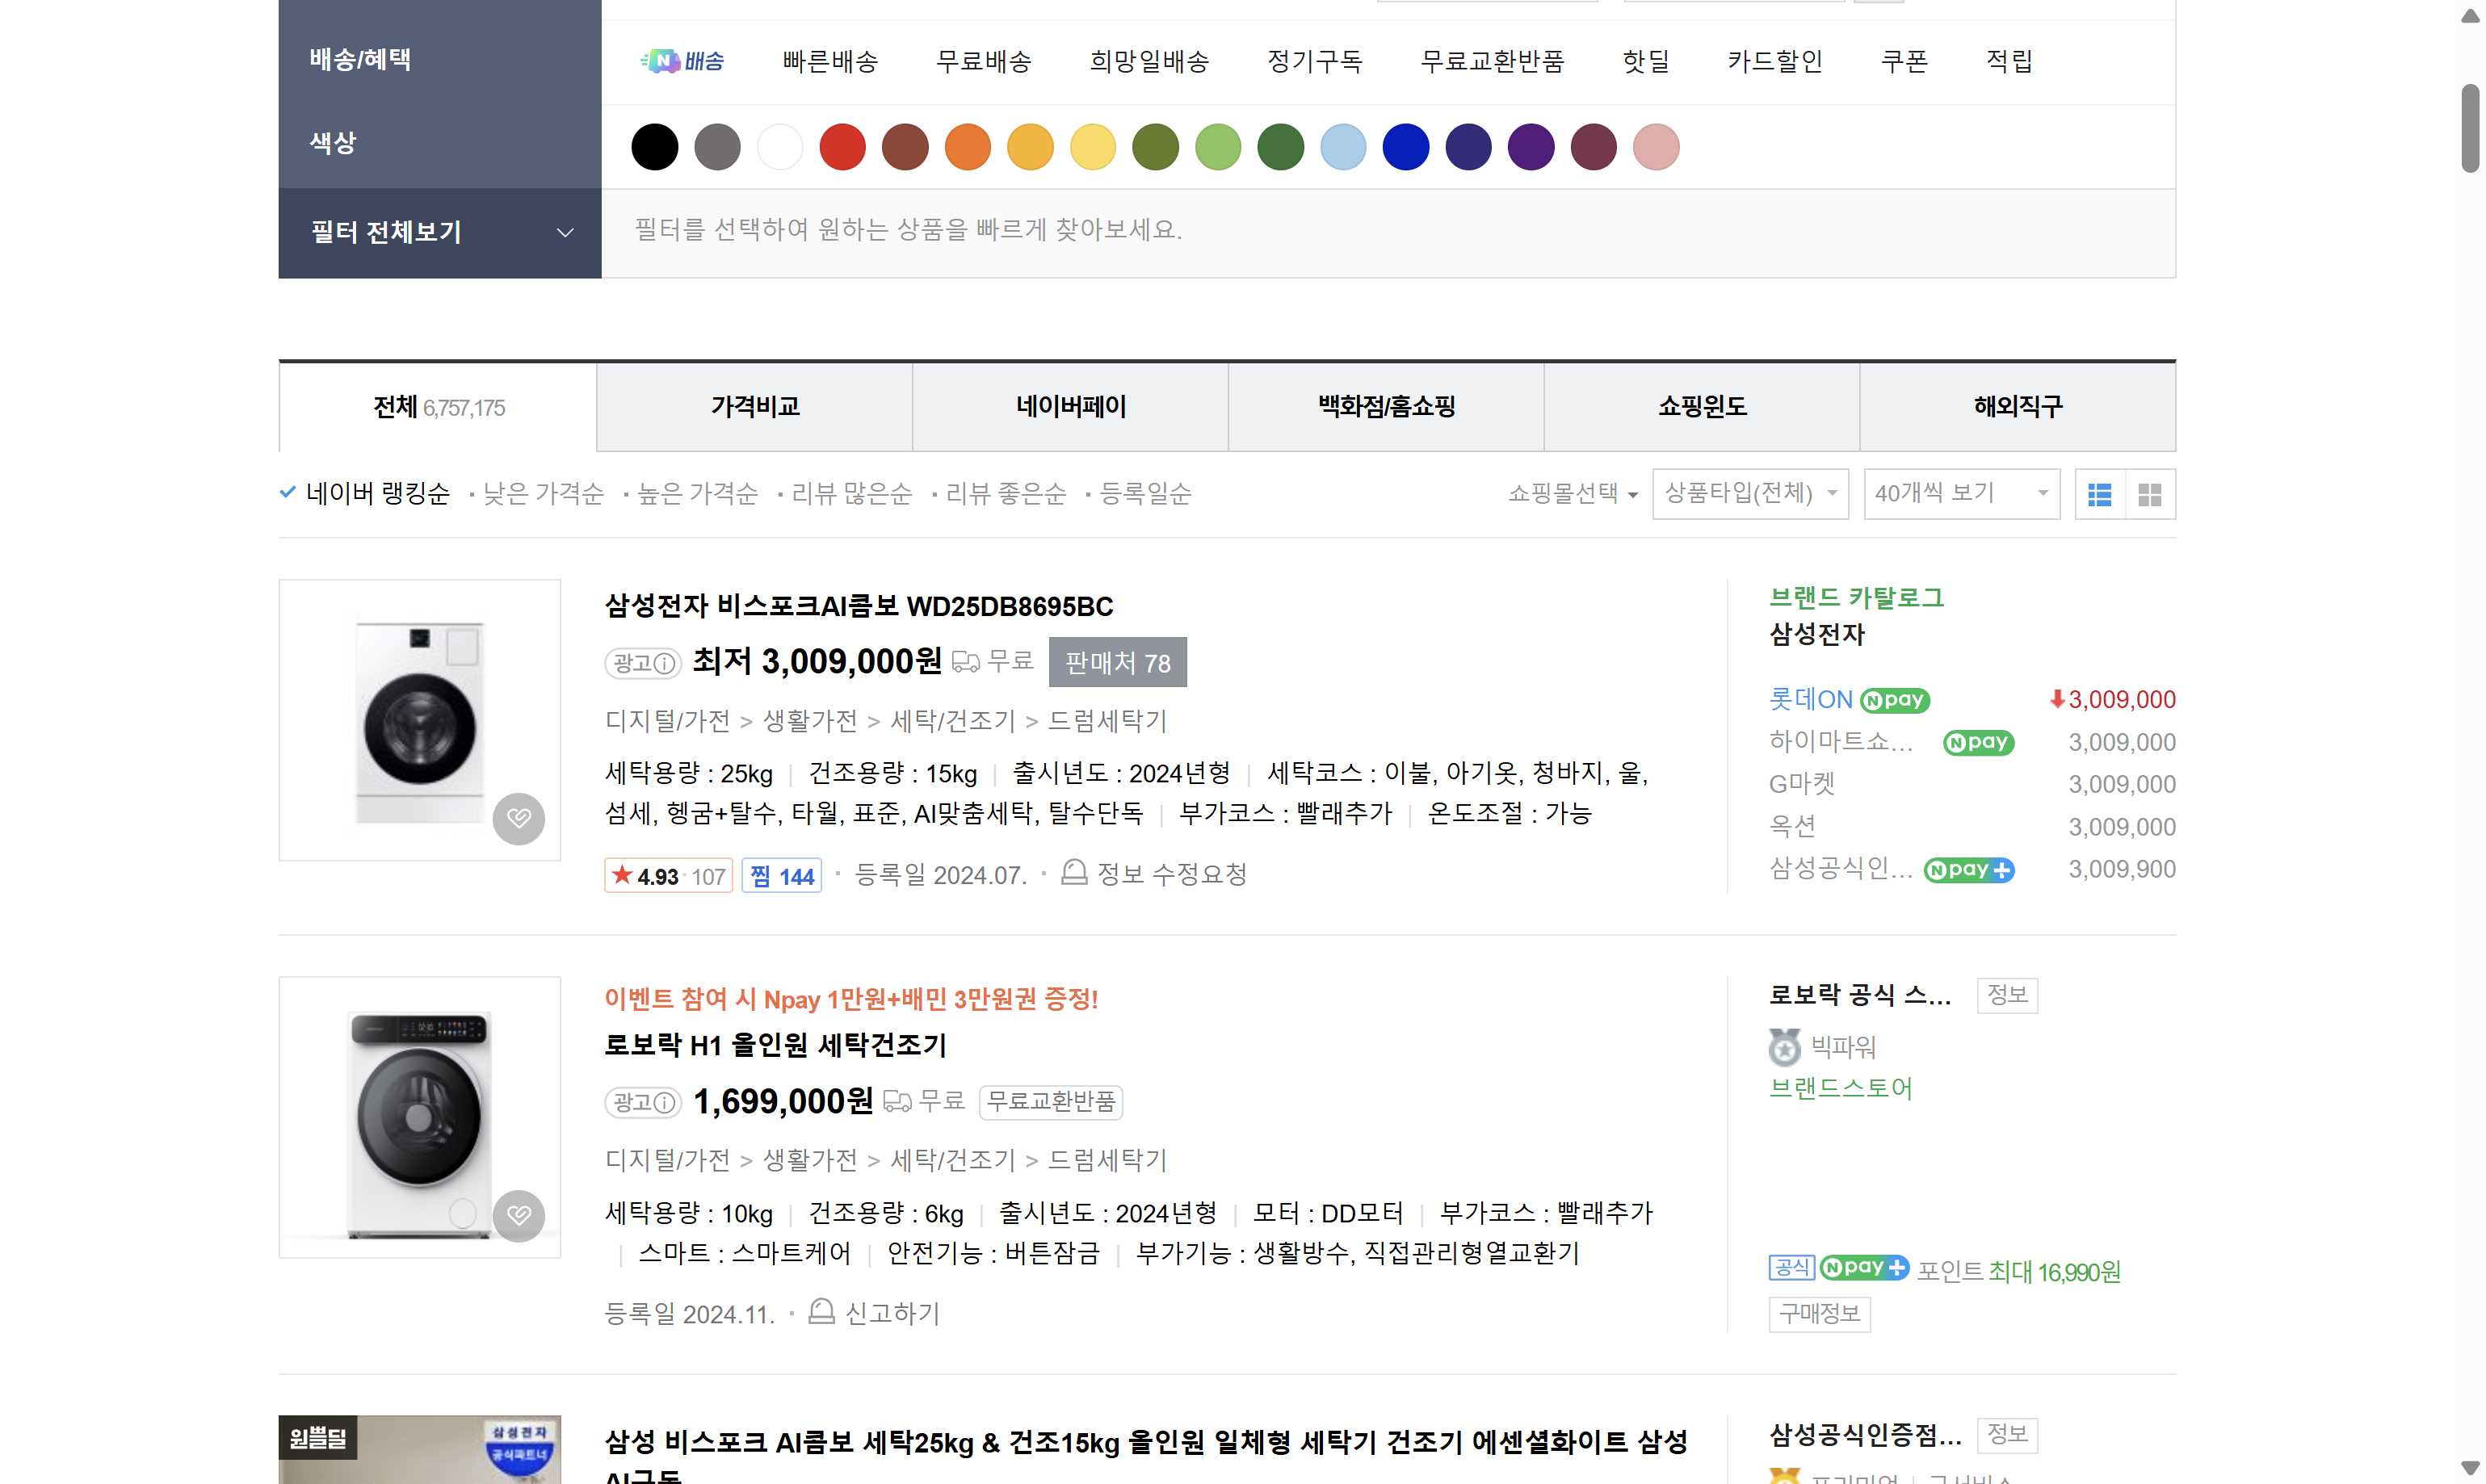 배송/혜택
N 배송 빠른배송 무료배송 희망일배송 정기구독 무료교환반품 핫딜 카드할인 쿠폰 적립
색상
필터 전체보기
필터를 선택하여 원하는 상품을 빠르게 찾아보세요.
전체 6,757,175 가격비교 네이버페이 백화점/홈쇼핑 쇼핑윈도 해외직구
네이버 랭킹순 · 낮은 가격순 · 높은 가격순 · 리뷰 많은순 · 리뷰 좋은순 · 등록일순
쇼핑몰선택 상품타입(전체) 40개씩 보기
삼성전자 비스포크AI콤보 WD25DB8695BC
광고 최저 3,009,000원 무료 판매처 78
디지털/가전 > 생활가전 > 세탁/건조기 > 드럼세탁기
세탁용량 : 25kg | 건조용량 : 15kg | 출시년도 : 2024년형 | 세탁코스 : 이불, 아기옷, 청바지, 울,
섬세, 헹굼+탈수, 타월, 표준, AI맞춤세탁, 탈수단독 | 부가코스 : 빨래추가 | 온도조절 : 가능
★ 4.93 · 107 찜 144 · 등록일 2024.07. · 정보 수정요청
브랜드 카탈로그
삼성전자
롯데ON N pay 3,009,000
하이마트쇼... N pay 3,009,000
G마켓 3,009,000
옥션 3,009,000
삼성공식인... N pay + 3,009,900
이벤트 참여 시 Npay 1만원+배민 3만원권 증정!
로보락 H1 올인원 세탁건조기
광고 1,699,000원 무료 무료교환반품
디지털/가전 > 생활가전 > 세탁/건조기 > 드럼세탁기
세탁용량 : 10kg | 건조용량 : 6kg | 출시년도 : 2024년형 | 모터 : DD모터 | 부가코스 : 빨래추가
| 스마트 : 스마트케어 | 안전기능 : 버튼잠금 | 부가기능 : 생활방수, 직접관리형열교환기
등록일 2024.11. · 신고하기
로보락 공식 스... 정보
빅파워
브랜드스토어
공식 N pay + 포인트 최대 16,990원
구매정보
원쁠딜
삼성전자
공식파트너
삼성 비스포크 AI콤보 세탁25kg & 건조15kg 올인원 일체형 세탁기 건조기 에센셜화이트 삼성
AI구독
삼성공식인증점... 정보